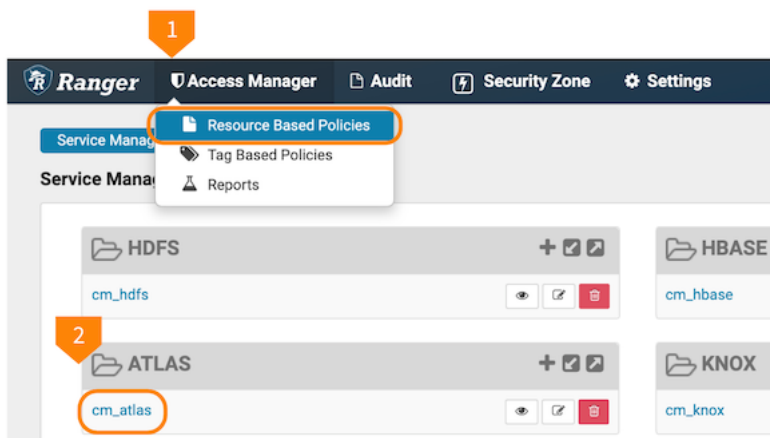 1
Ranger Access Manager Audit Security Zone Settings
Resource Based Policies
Service Manag
Tag Based Policies
Service Mana
Reports
HDFS HBASE
cm_hdfs cm_hbase
2
ATLAS KNOX
cm_atlas cm_knox